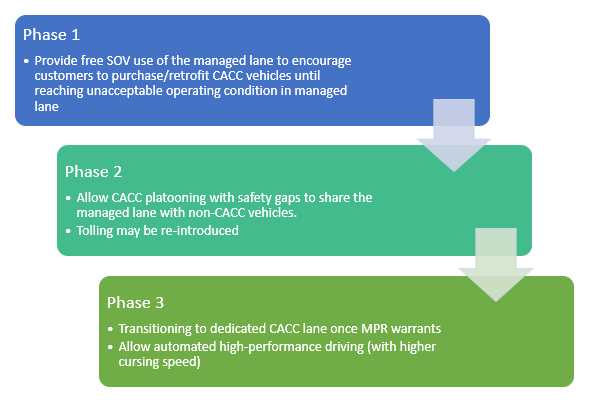 Phase 1
• Provide free SOV use of the managed lane to encourage
customers to purchase/retrofit CACC vehicles until
reaching unacceptable operating condition in managed
lane
Phase 2
• Allow CACC platooning with safety gaps to share the
managed lane with non-CACC vehicles.
• Tolling may be re-introduced
Phase 3
• Transitioning to dedicated CACC lane once MPR warrants
• Allow automated high-performance driving (with higher
cursing speed)